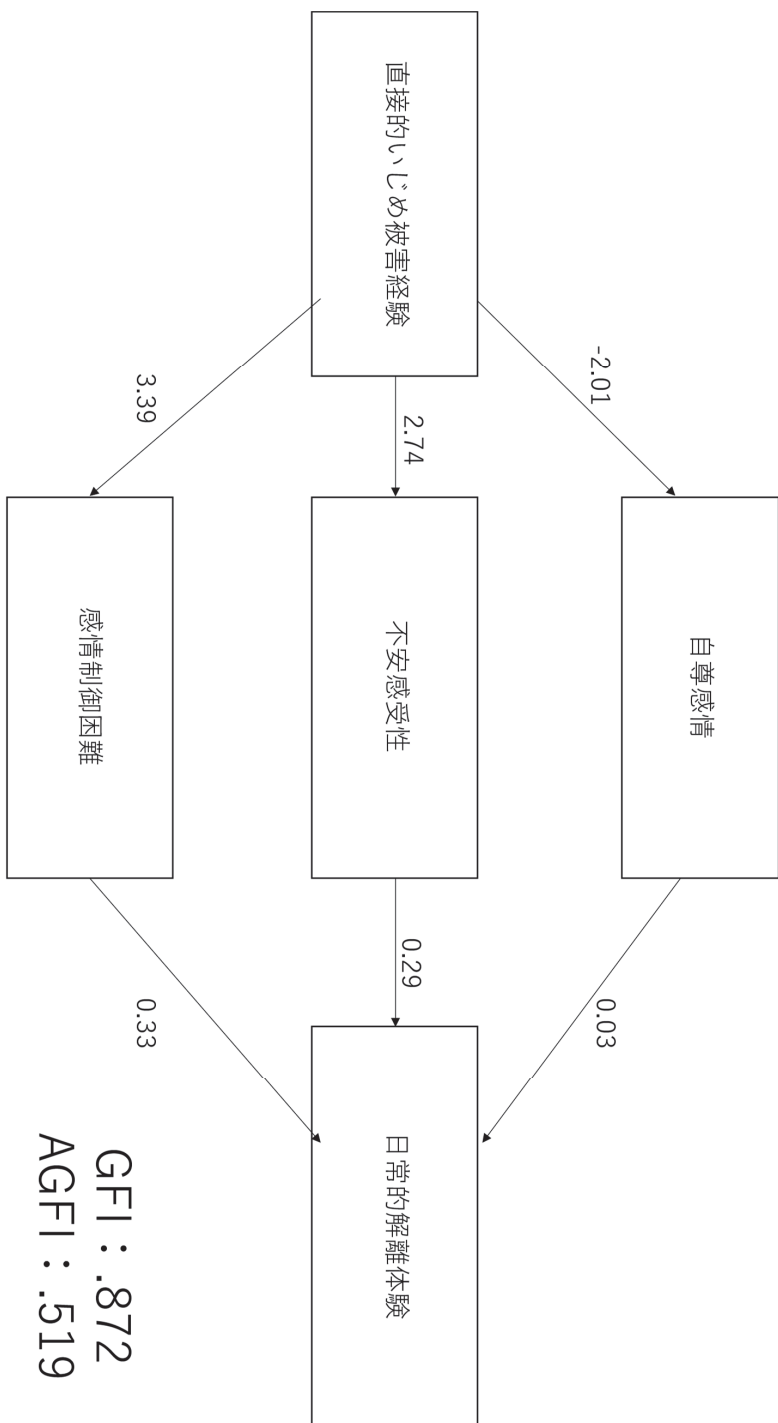 直接的いじめ被害経験
-2.01
2.74
3.39
自尊感情
不安感受性
感情制御困難
0.03
0.29
0.33
日常的解離体験
GFI：.872
AGFI：.519